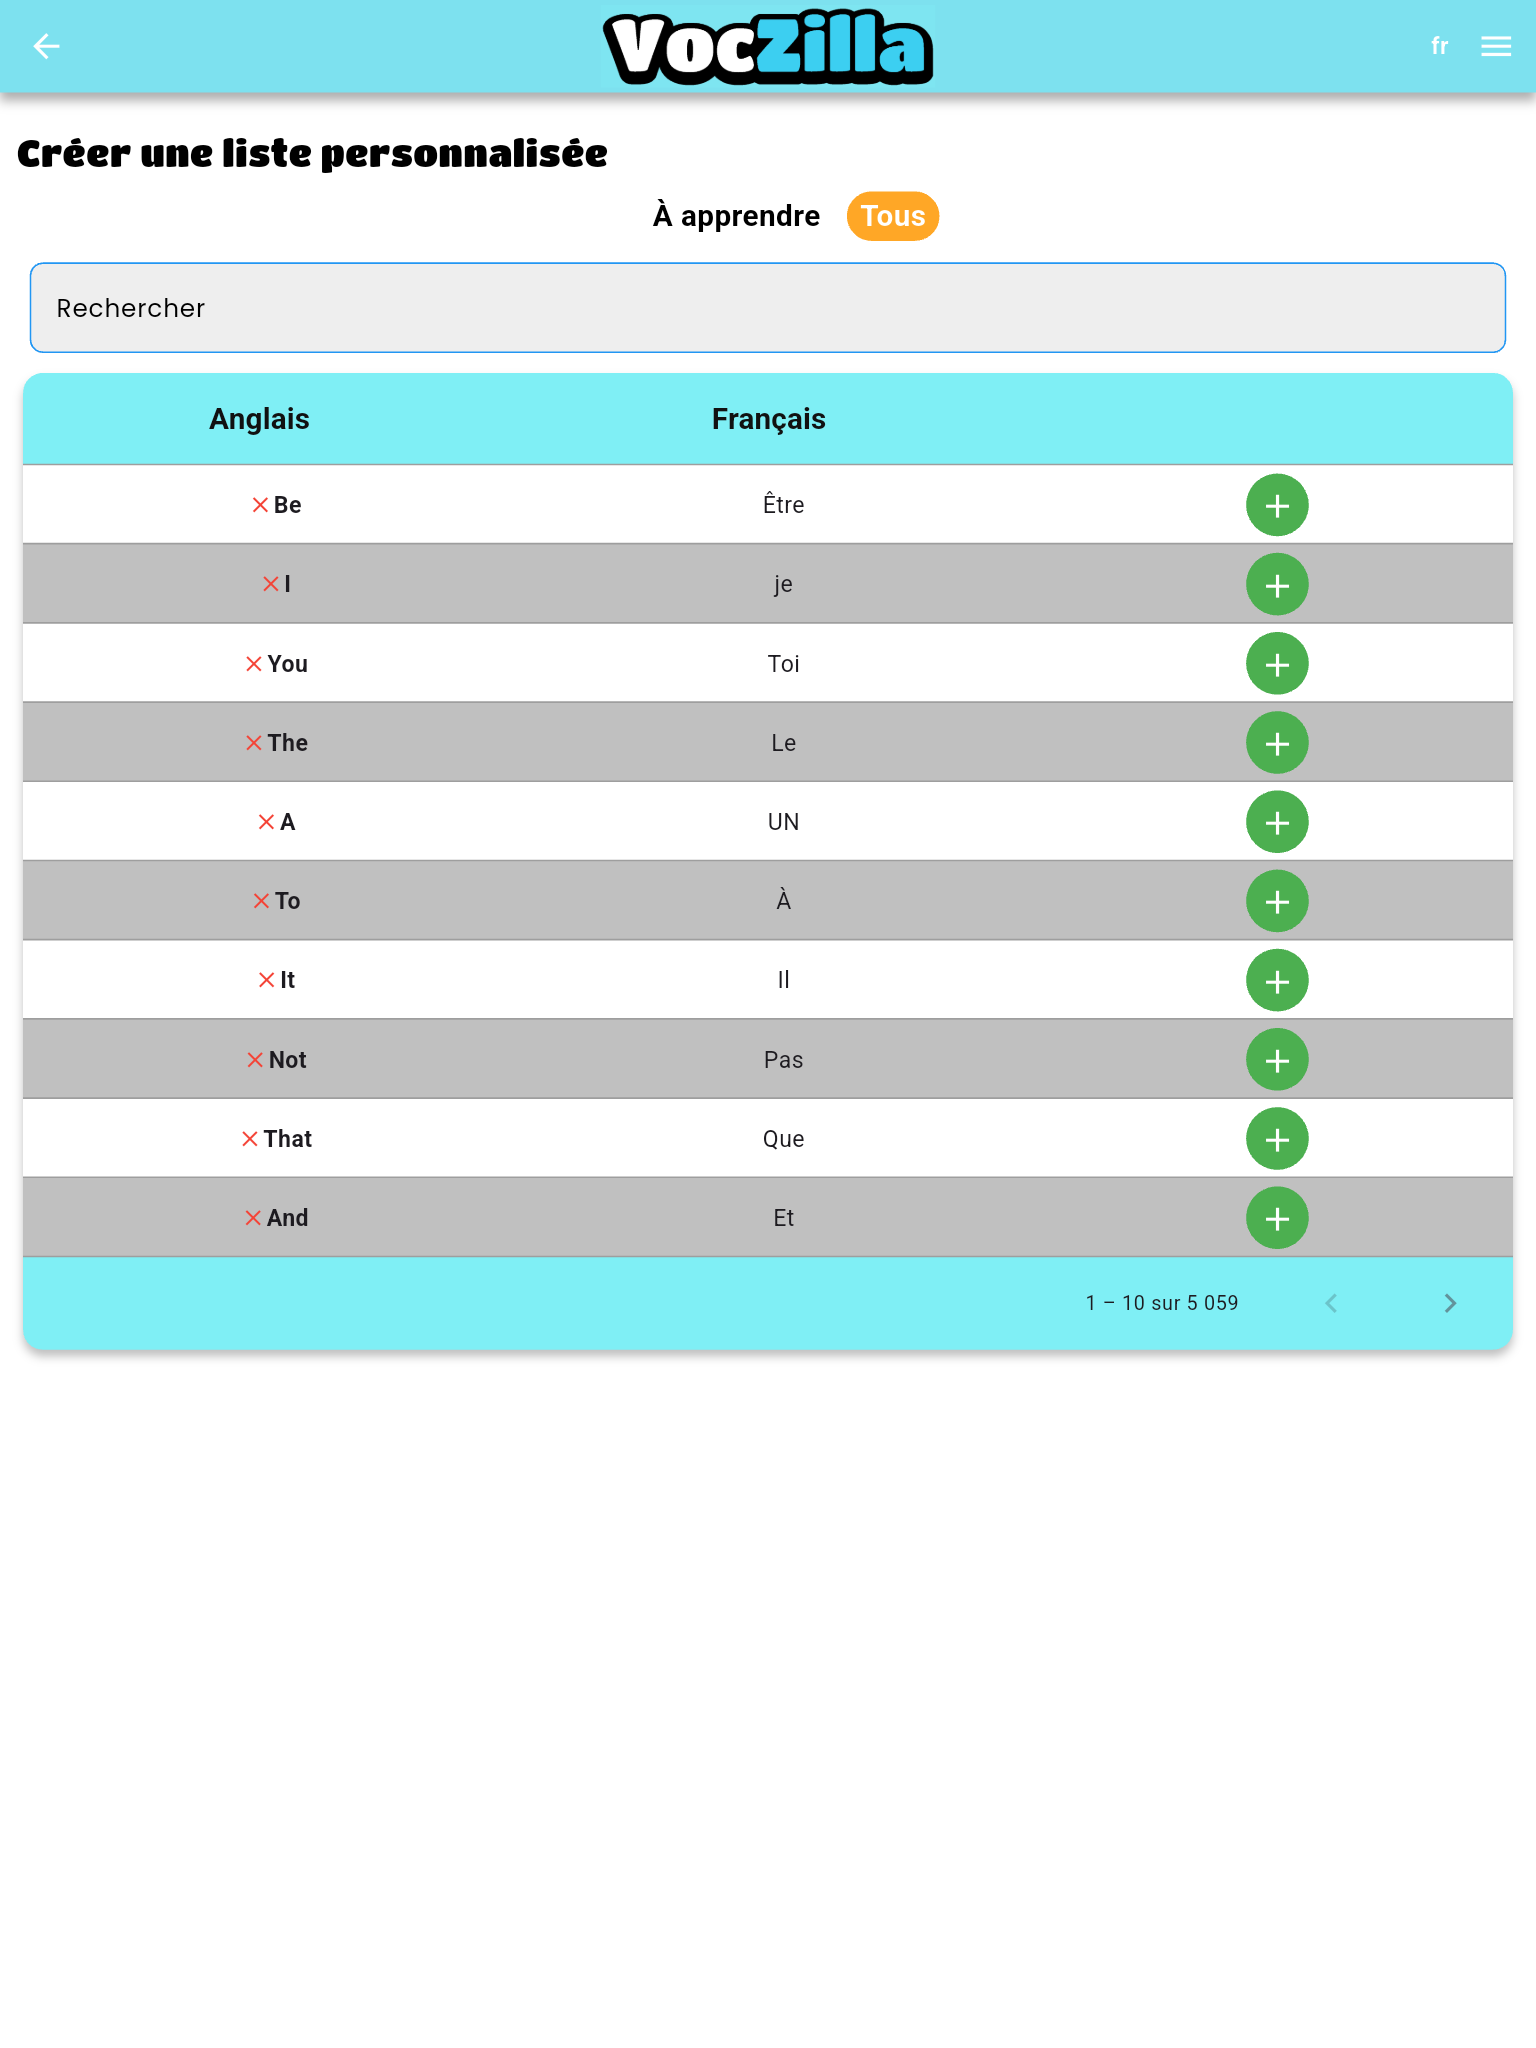 VocZilla
fr
Créer une liste personnalisée
À apprendre Tous
Rechercher
Anglais Français
Be Être
I je
You Toi
The Le
A UN
To À
It Il
Not Pas
That Que
And Et
1 – 10 sur 5 059